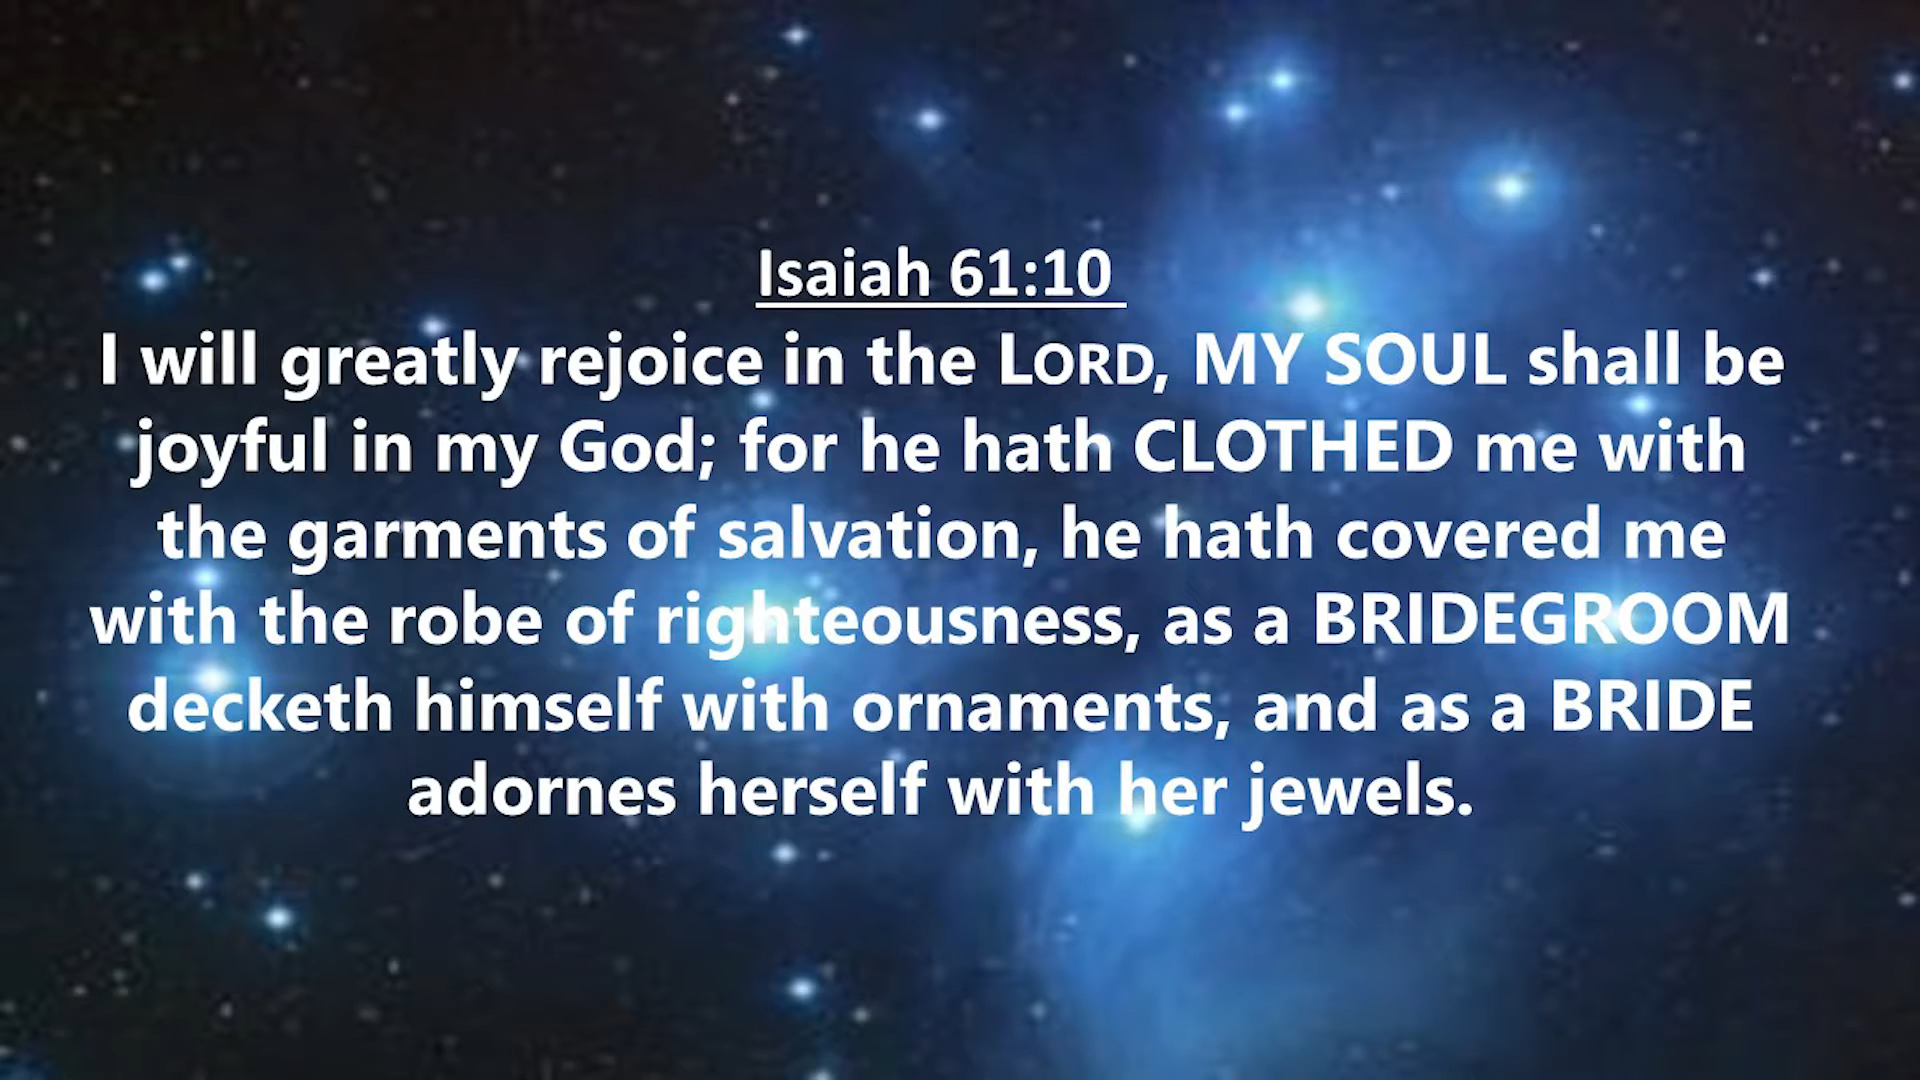 Isaiah 61:10
I will greatly rejoice in the LORD, MY SOUL shall be
joyful in my God; for he hath CLOTHED me with
the garments of salvation, he hath covered me
with the robe of righteousness, as a BRIDEGROOM
decketh himself with ornaments, and as a BRIDE
adornes herself with her jewels.